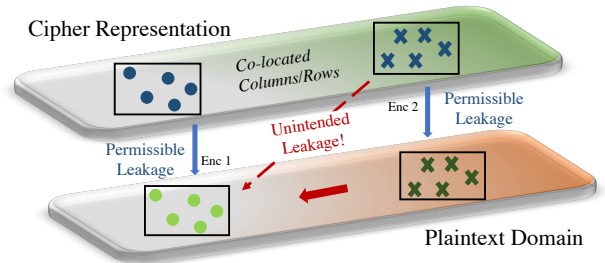 Cipher Representation
Co-located
Columns/Rows
Enc 2
Permissible
Leakage
Unintended
Leakage!
Permissible
Leakage
Enc 1
Plaintext Domain